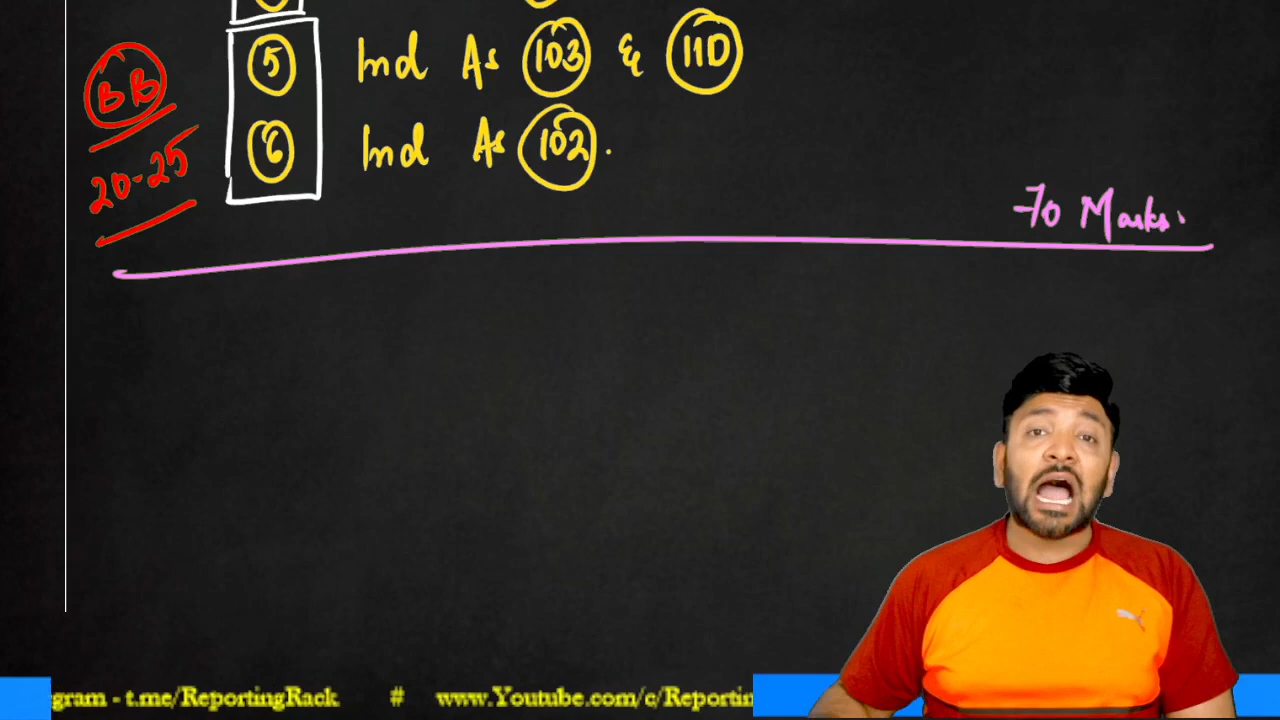 5 Ind As 103 & 110
6 Ind As 102.
BB
20-25
70 Marks.
gram - t.me/ReportingRack # www.Youtube.com/c/Reportin